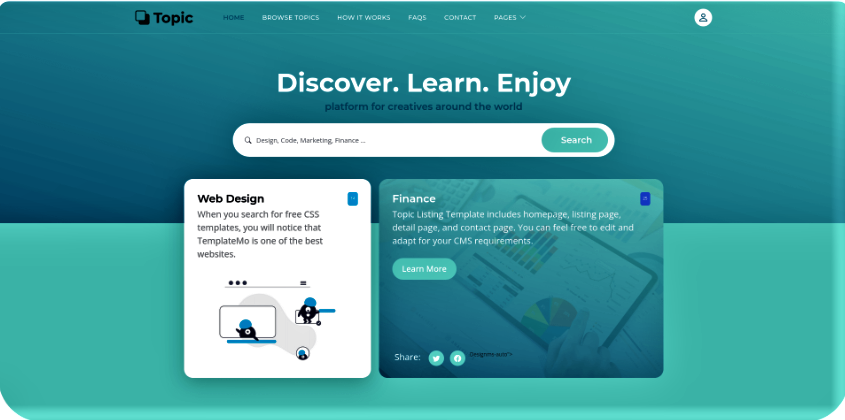 Topic
HOME BROWSE TOPICS HOW IT WORKS FAQS CONTACT PAGES
Discover. Learn. Enjoy
platform for creatives around the world
Design, Code, Marketing, Finance ...
Search
Web Design
When you search for free CSS
templates, you will notice that
TemplateMo is one of the best
websites.
Finance
Topic Listing Template includes homepage, listing page,
detail page, and contact page. You can feel free to edit and
adapt for your CMS requirements.
Learn More
Share: